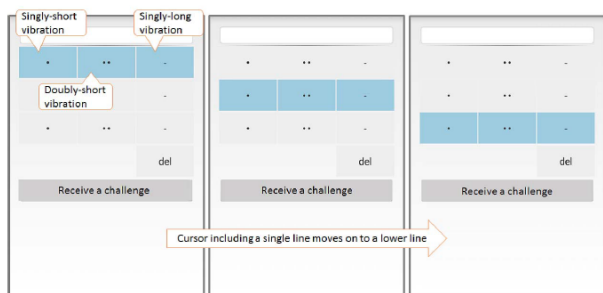 Singly-short
vibration
Singly-long
vibration
• •• -
Doubly-short
vibration
-
• •• -
del
Receive a challenge
• •• -
• •• -
• •• -
del
Receive a challenge
• •• -
• •• -
• •• -
del
Receive a challenge
Cursor including a single line moves on to a lower line